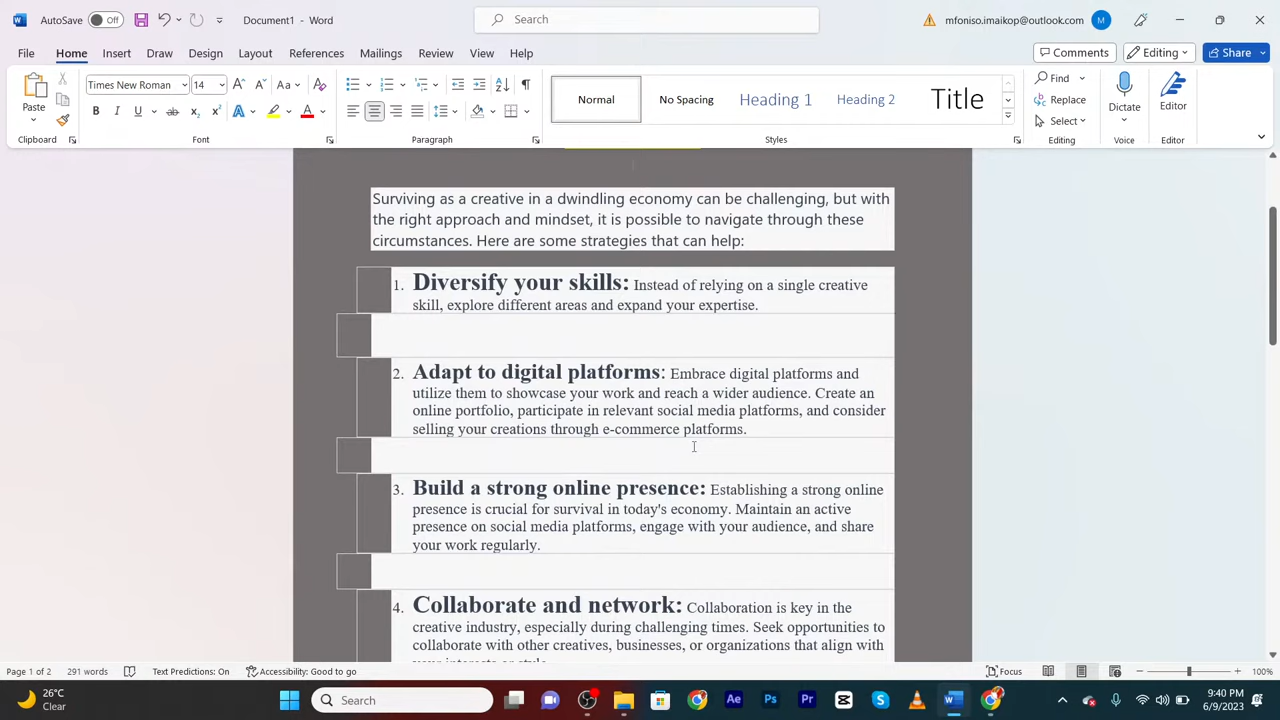 AutoSave Off Document1 - Word Search mfoniso.imaikop@outlook.com M
File Home Insert Draw Design Layout References Mailings Review View Help Comments Editing Share
Paste Times New Roman 14 Aa Normal No Spacing Heading 1 Heading 2 Title Find Replace Select Dictate Editor
B I U ab x₂ x² A A
Clipboard Font Paragraph Styles Editing Voice Editor
Surviving as a creative in a dwindling economy can be challenging, but with
the right approach and mindset, it is possible to navigate through these
circumstances. Here are some strategies that can help:
1. Diversify your skills: Instead of relying on a single creative
skill, explore different areas and expand your expertise.
2. Adapt to digital platforms: Embrace digital platforms and
utilize them to showcase your work and reach a wider audience. Create an
online portfolio, participate in relevant social media platforms, and consider
selling your creations through e-commerce platforms.
3. Build a strong online presence: Establishing a strong online
presence is crucial for survival in today's economy. Maintain an active
presence on social media platforms, engage with your audience, and share
your work regularly.
4. Collaborate and network: Collaboration is key in the
creative industry, especially during challenging times. Seek opportunities to
collaborate with other creatives, businesses, or organizations that align with
Page 1 of 2 291 words Text Predictions: On Accessibility: Good to go Focus 100%
26°C
Clear
Search
Ae Ps Pr
9:40 PM
6/9/2023